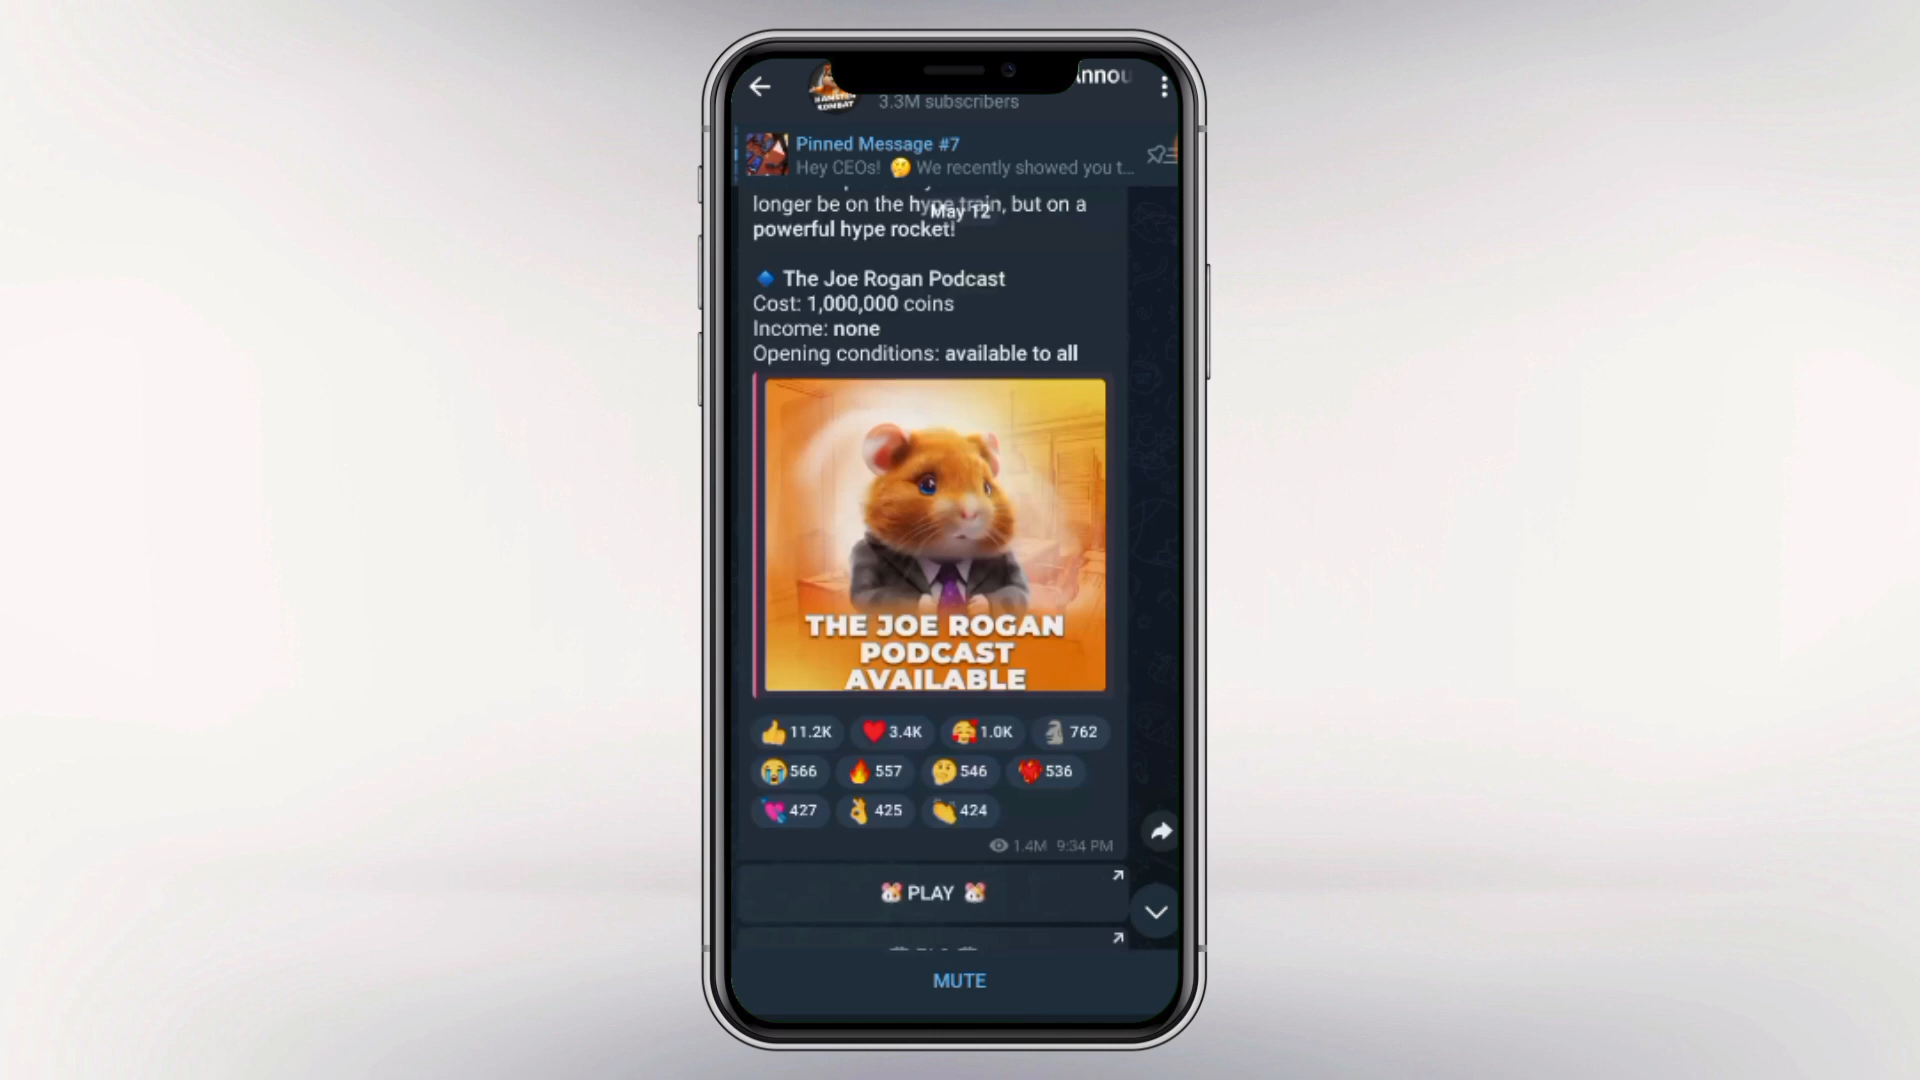 Annou
3.3M subscribers
HAMSTER
KOMBAT
Pinned Message #7
Hey CEOs! 🤔 We recently showed you t...
longer be on the hype train, but on a
May 12
powerful hype rocket!
🔹 The Joe Rogan Podcast
Cost: 1,000,000 coins
Income: none
Opening conditions: available to all
THE JOE ROGAN
PODCAST
AVAILABLE
👍 11.2K ❤️ 3.4K 🥰 1.0K 🗿 762
😭 566 🔥 557 🤔 546 ❤️‍🔥 536
💘 427 👌 425 👏 424
1.4M 9:34 PM
🐹 PLAY 🐹
MUTE